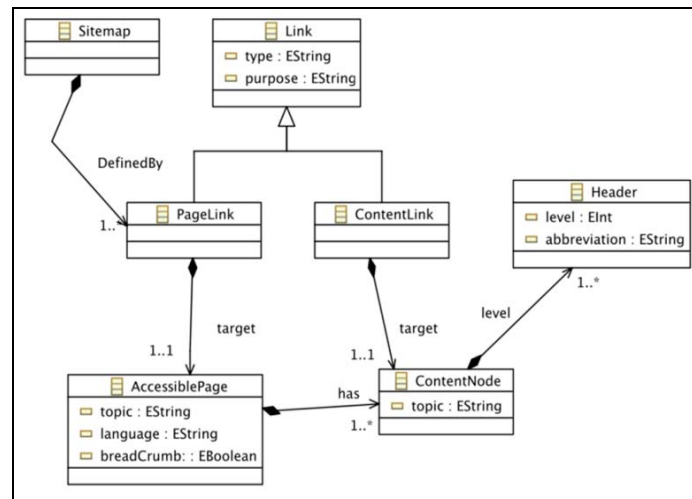 Sitemap
Link
type : EString
purpose : EString
DefinedBy
1..
PageLink
ContentLink
Header
level : EInt
abbreviation : EString
1..*
level
target
1..1
target
1..1
AccessiblePage
topic : EString
language : EString
breadCrumb: : EBoolean
has
1..*
ContentNode
topic : EString